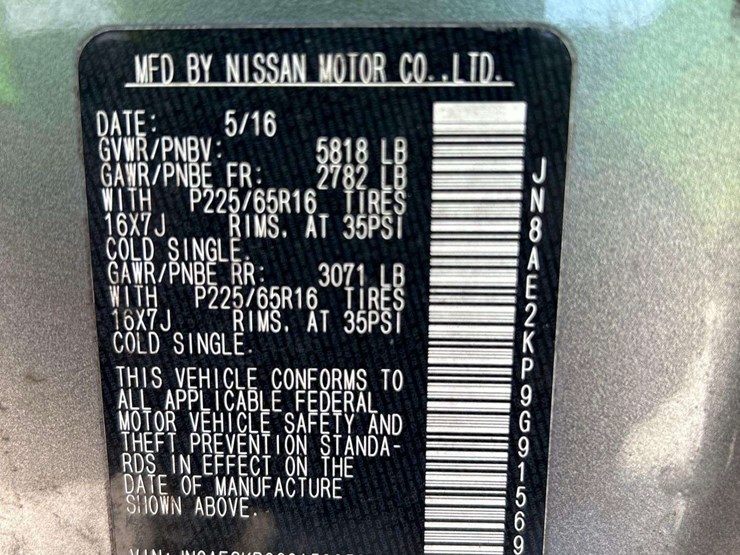 MFD BY NISSAN MOTOR CO.,LTD.
DATE: 5/16
GVWR/PNBV: 5818 LB
GAWR/PNBE FR: 2782 LB
WITH P225/65R16 TIRES
16X7J RIMS, AT 35PSI
COLD SINGLE.
GAWR/PNBE RR: 3071 LB
WITH P225/65R16 TIRES
16X7J RIMS, AT 35PSI
COLD SINGLE.
THIS VEHICLE CONFORMS TO
ALL APPLICABLE FEDERAL
MOTOR VEHICLE SAFETY AND
THEFT PREVENTION STANDA-
RDS IN EFFECT ON THE
DATE OF MANUFACTURE
SHOWN ABOVE.
JN8AE2KP9G91569